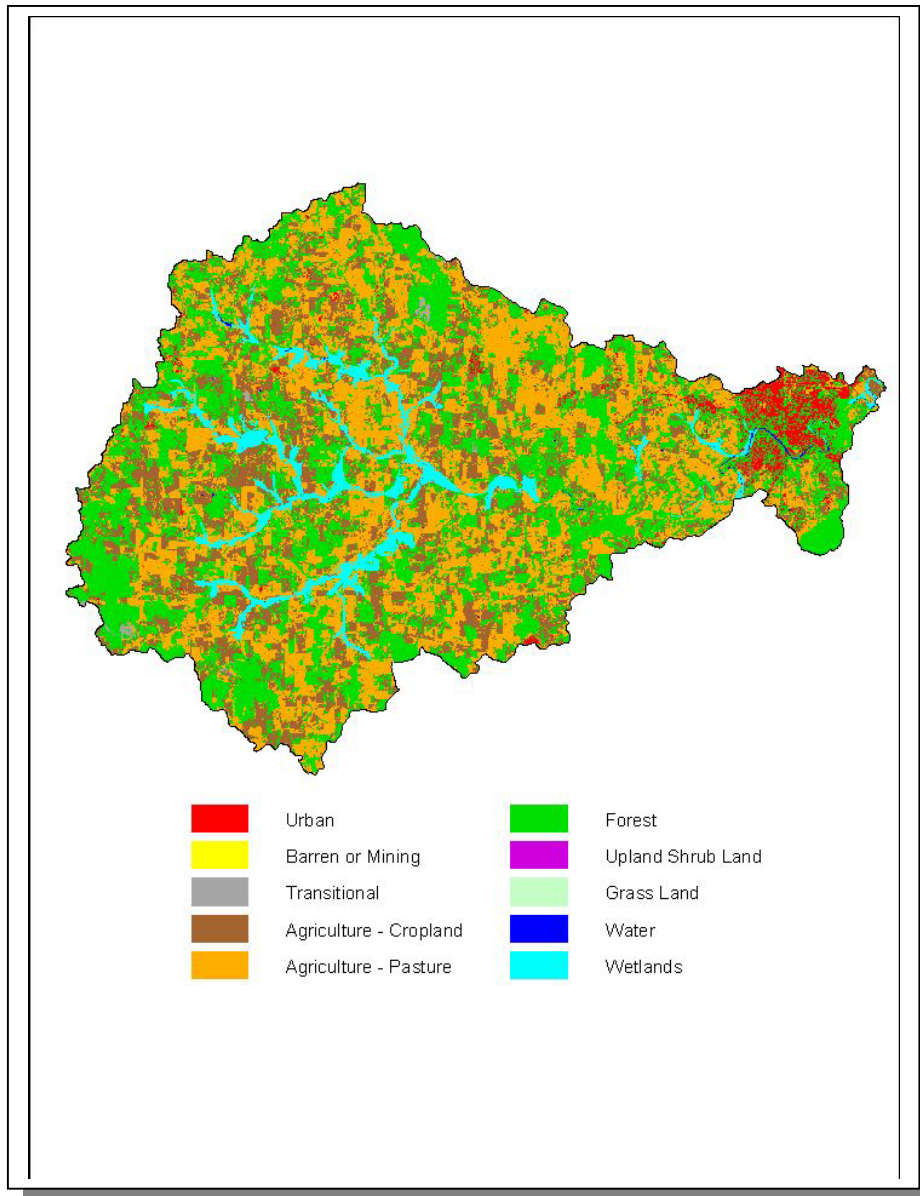 Urban
Barren or Mining
Transitional
Agriculture - Cropland
Agriculture - Pasture
Forest
Upland Shrub Land
Grass Land
Water
Wetlands